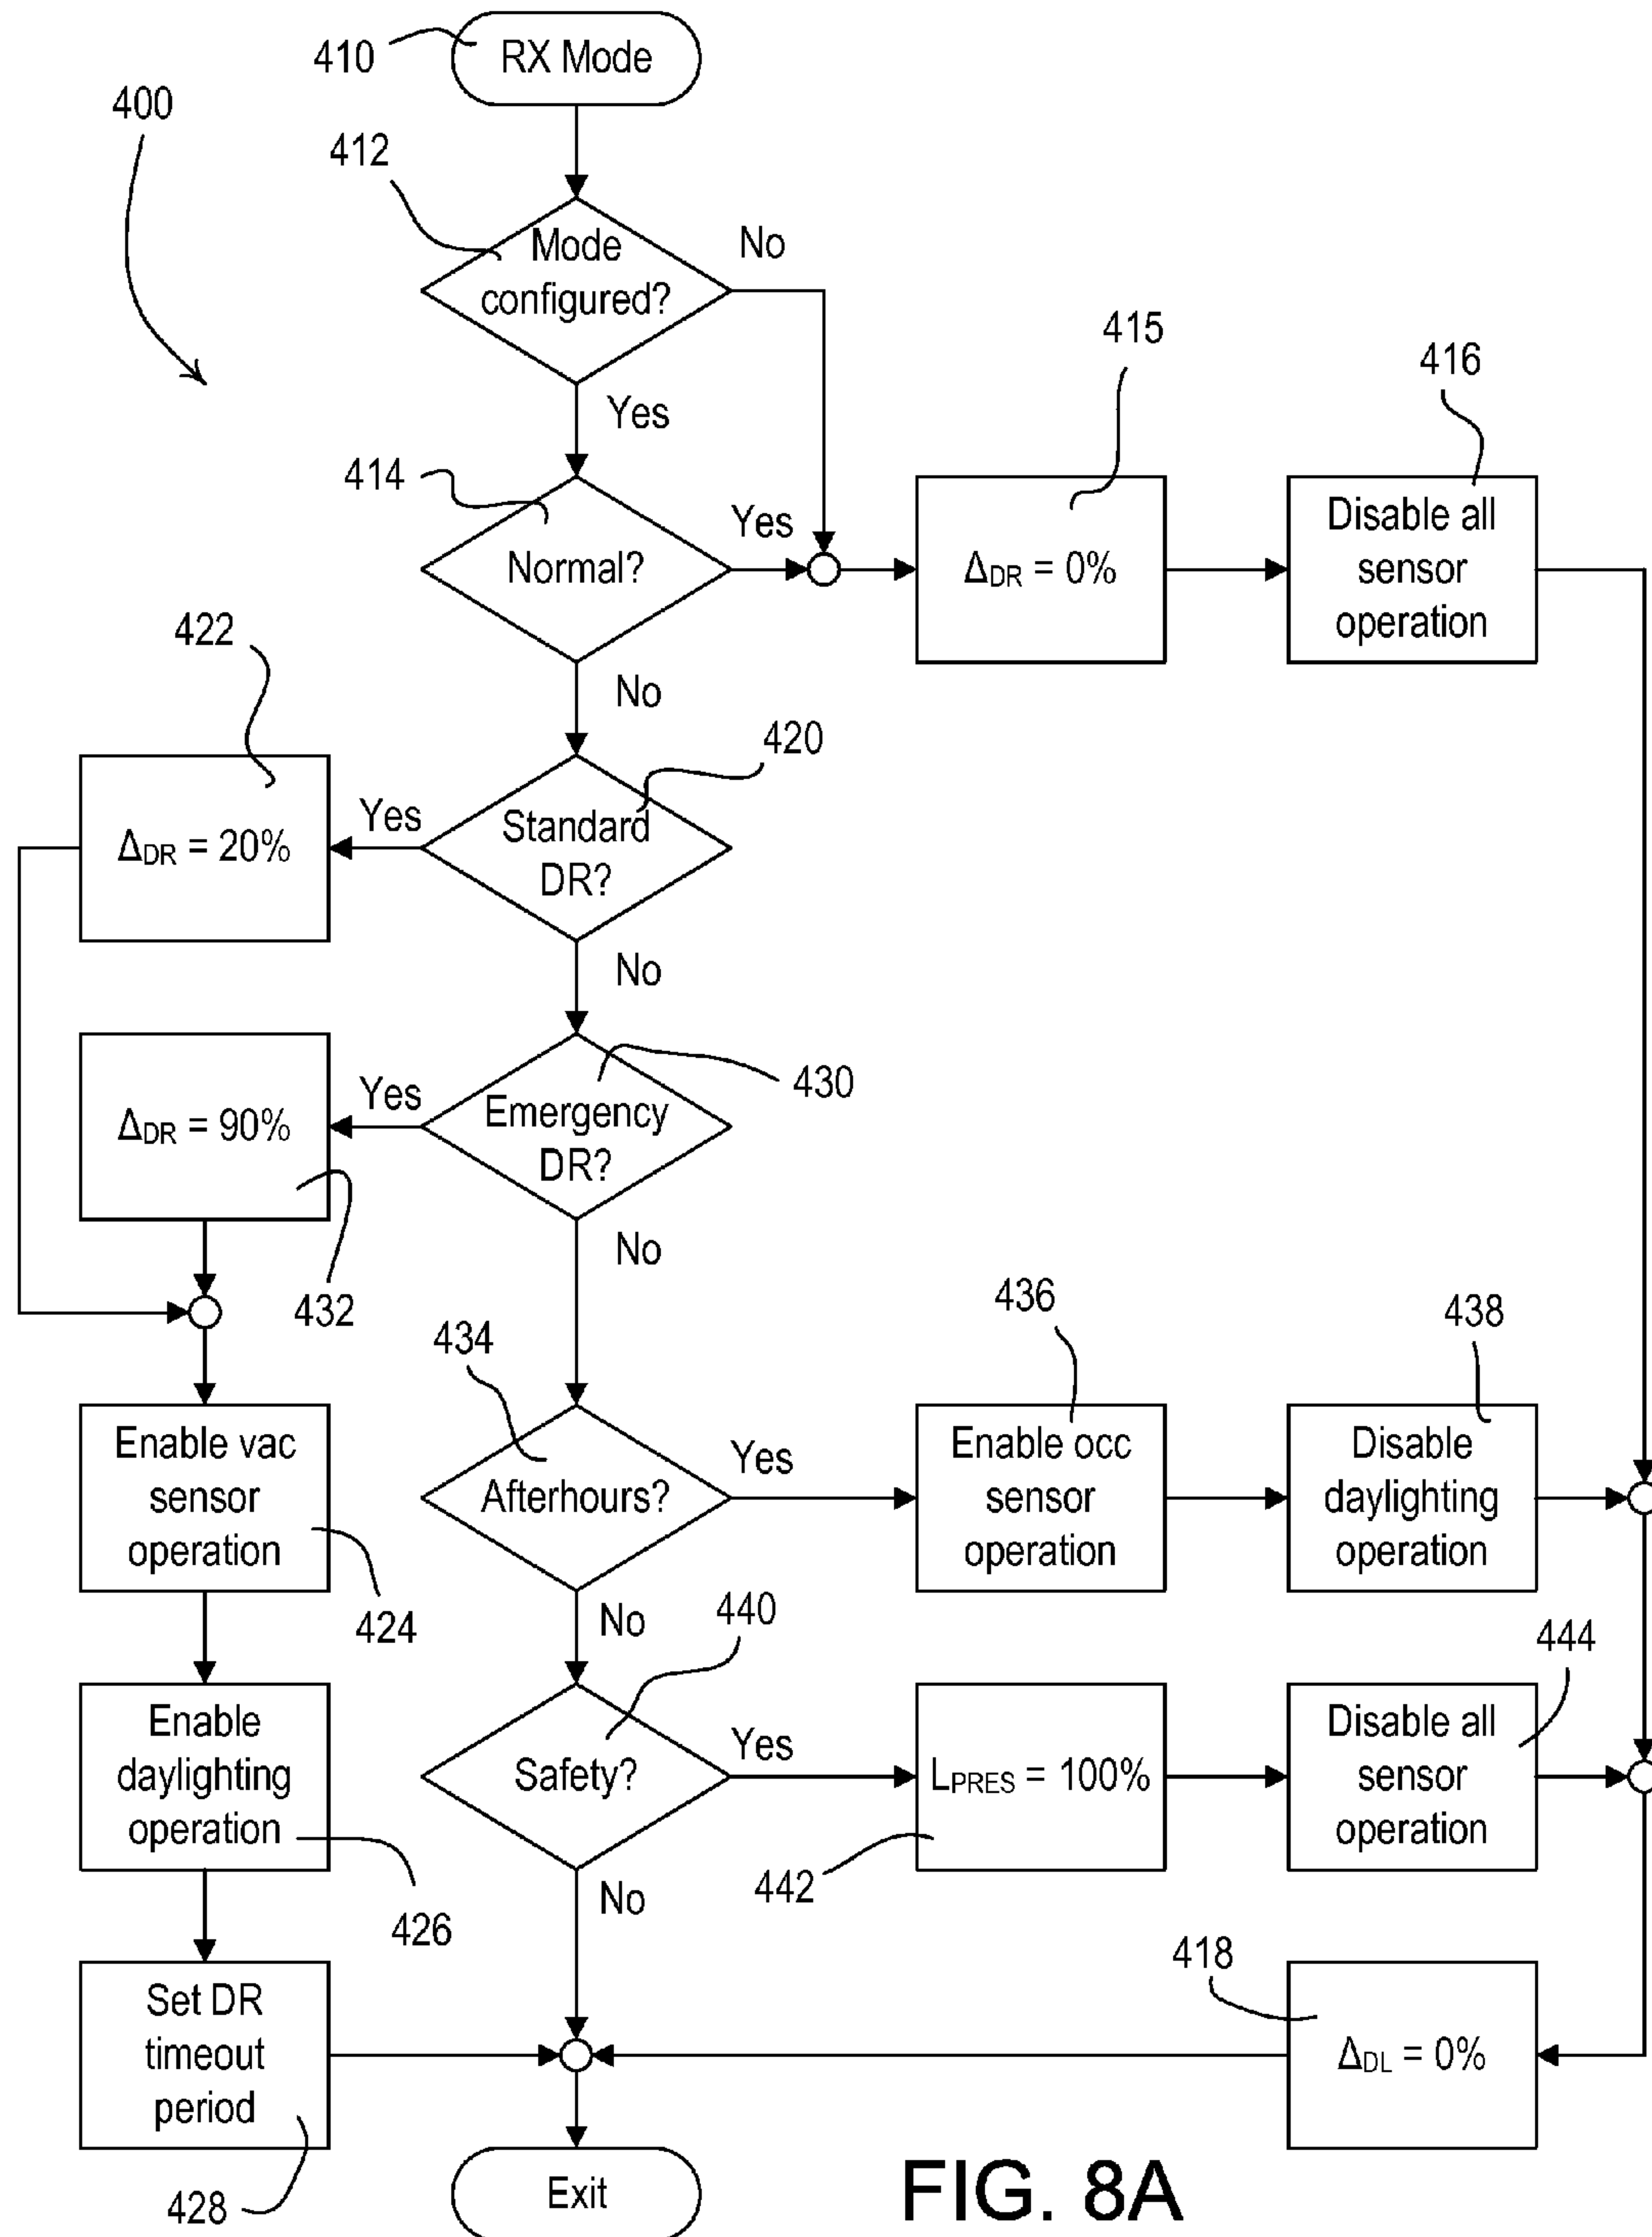 410
RX Mode
400
412
Mode
configured?
No
Yes
415
416
414
Normal?
Yes
ΔDR = 0%
Disable all
sensor
operation
No
422
420
ΔDR = 20%
Yes
Standard
DR?
No
430
ΔDR = 90%
Yes
Emergency
DR?
No
432
436
438
434
Enable vac
sensor
operation
Afterhours?
Yes
Enable occ
sensor
operation
Disable
daylighting
operation
424
No
440
444
Enable
daylighting
operation
Safety?
Yes
LPRES = 100%
Disable all
sensor
operation
442
426
No
418
Set DR
timeout
period
ΔDL = 0%
428
Exit
FIG. 8A